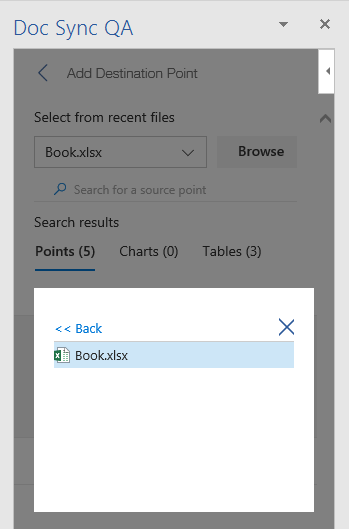 Doc Sync QA
Add Destination Point
Select from recent files
Book.xlsx
Browse
Search for a source point
Search results
Points (5) Charts (0) Tables (3)
<< Back
Book.xlsx